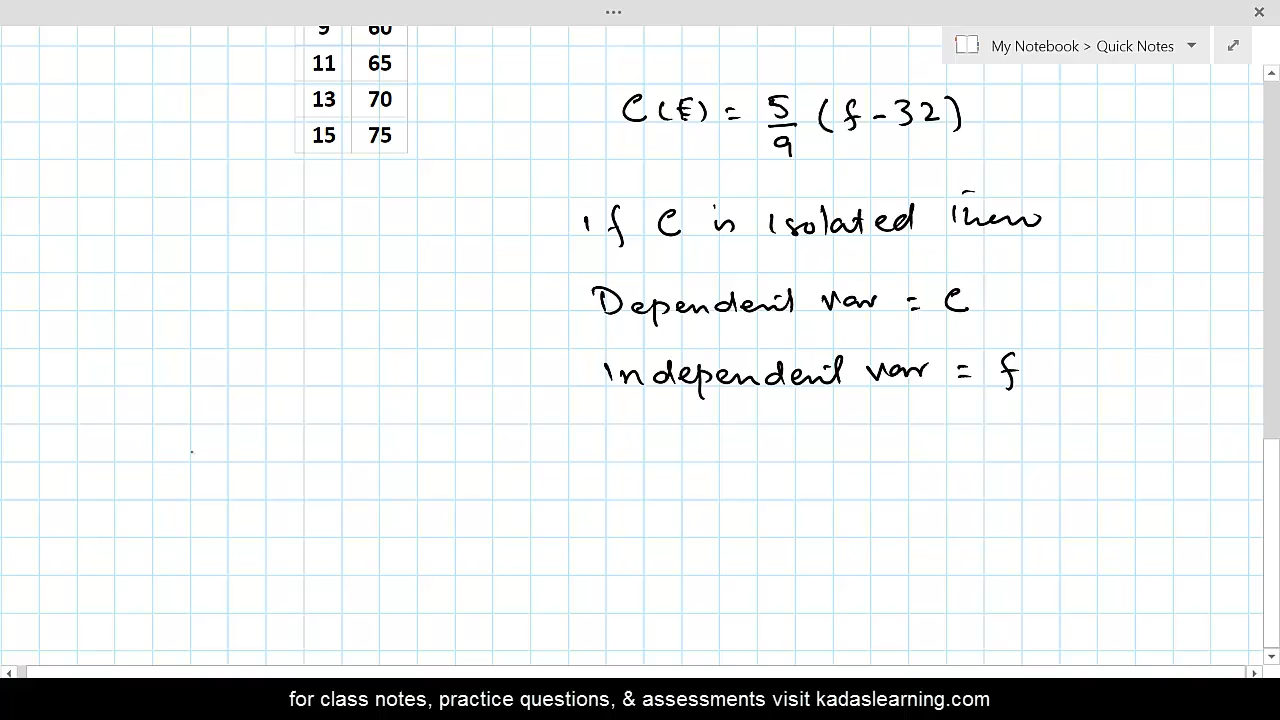 My Notebook > Quick Notes
9 60
11 65
13 70
15 75
C(F) = 5/9 (f - 32)
If C is isolated then
Dependent var = C
Independent var = f
for class notes, practice questions, & assessments visit kadaslearning.com